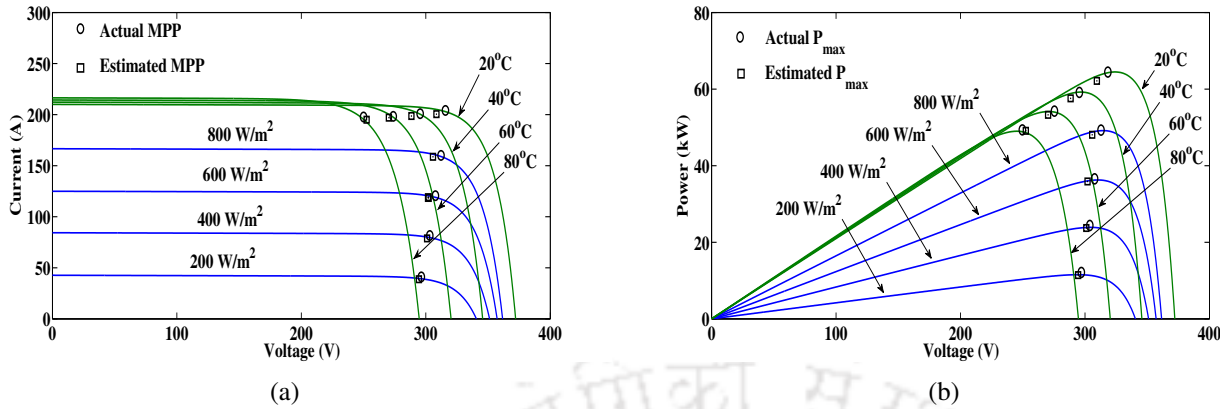 300
250
200
150
100
50
0
0
100
200
300
400
Current (A)
Voltage (V)
Actual MPP
Estimated MPP
20°C
40°C
60°C
80°C
800 W/m²
600 W/m²
400 W/m²
200 W/m²
(a)
80
60
40
20
0
0
100
200
300
400
Power (kW)
Voltage (V)
Actual P_max
Estimated P_max
20°C
40°C
60°C
80°C
800 W/m²
600 W/m²
400 W/m²
200 W/m²
(b)